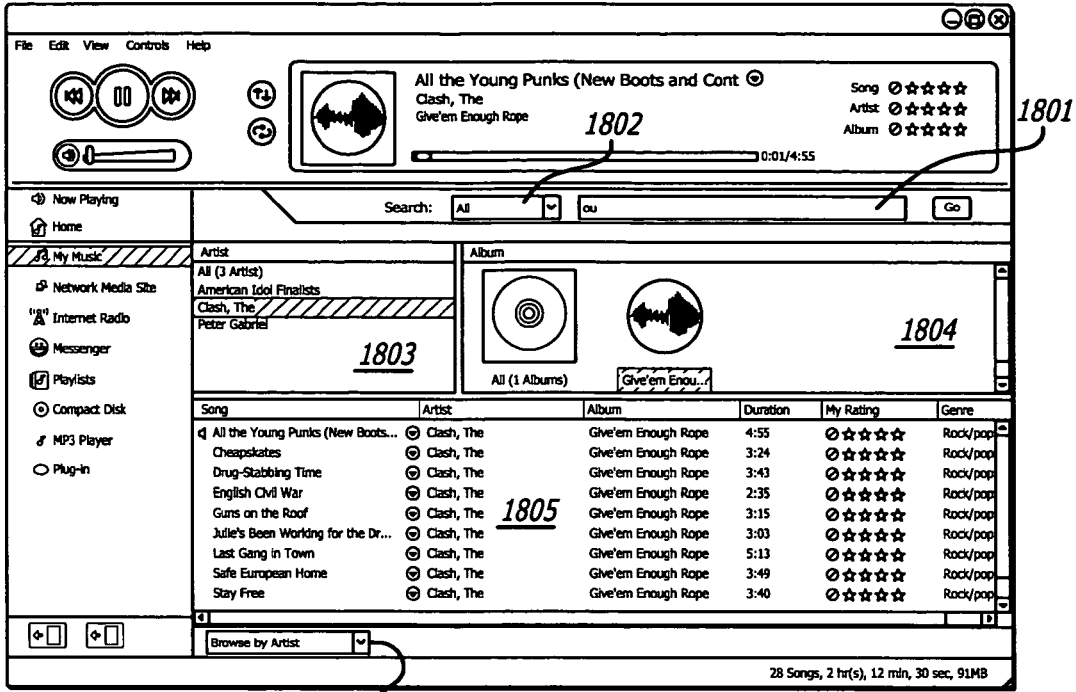 File Edit View Controls Help
All the Young Punks (New Boots and Cont
Clash, The
Give'em Enough Rope
Song
Artist
Album
0:01/4:55
1802
1801
Now Playing
Home
My Music
Network Media Site
Internet Radio
Messenger
Playlists
Compact Disk
MP3 Player
Plug-in
Search: All ou Go
Artist
All (3 Artist)
American Idol Finalists
Clash, The
Peter Gabriel
1803
Album
All (1 Albums)
Give'em Enou...
1804
Song Artist Album Duration My Rating Genre
All the Young Punks (New Boots... Clash, The Give'em Enough Rope 4:55 Rock/pop
Cheapskates Clash, The Give'em Enough Rope 3:24 Rock/pop
Drug-Stabbing Time Clash, The Give'em Enough Rope 3:43 Rock/pop
English Civil War Clash, The Give'em Enough Rope 2:35 Rock/pop
Guns on the Roof Clash, The Give'em Enough Rope 3:15 Rock/pop
Julie's Been Working for the Dr... Clash, The Give'em Enough Rope 3:03 Rock/pop
Last Gang in Town Clash, The Give'em Enough Rope 5:13 Rock/pop
Safe European Home Clash, The Give'em Enough Rope 3:49 Rock/pop
Stay Free Clash, The Give'em Enough Rope 3:40 Rock/pop
1805
Browse by Artist
28 Songs, 2 hr(s), 12 min, 30 sec, 91MB